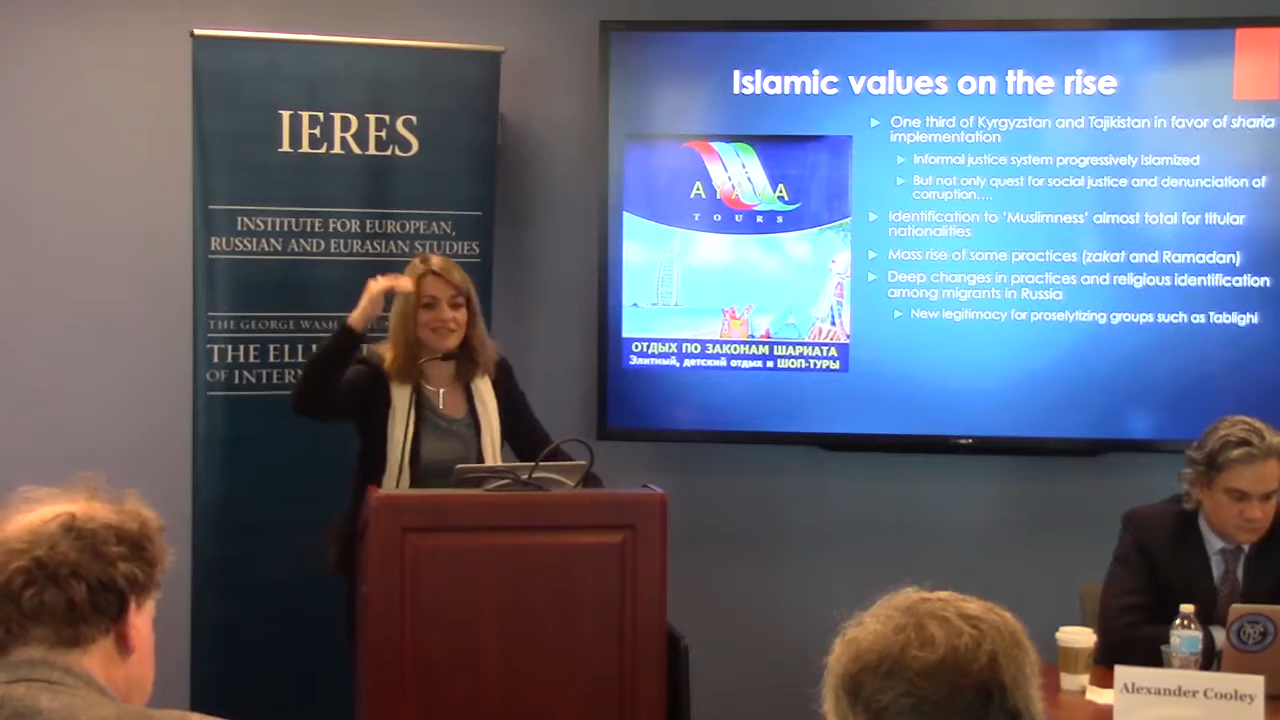 IERES
INSTITUTE FOR EUROPEAN,
RUSSIAN AND EURASIAN STUDIES
THE GEORGE
THE
OF
Islamic values on the rise
One third of Kyrgyzstan and Tajikistan in favor of sharia
implementation
Informal justice system progressively Islamized
But not only quest for social justice and denunciation of
corruption....
Identification to ‘Muslimness’ almost total for titular
nationalities
Mass rise of some practices (zakat and Ramadan)
Deep changes in practices and religious identification
among migrants in Russia
New legitimacy for proselytizing groups such as Tablighi
TOURS
ОТДЫХ ПО ЗАКОНАМ ШАРИАТА
Элитный, детский отдых и ШОП-ТУРЫ
Alexander Cooley